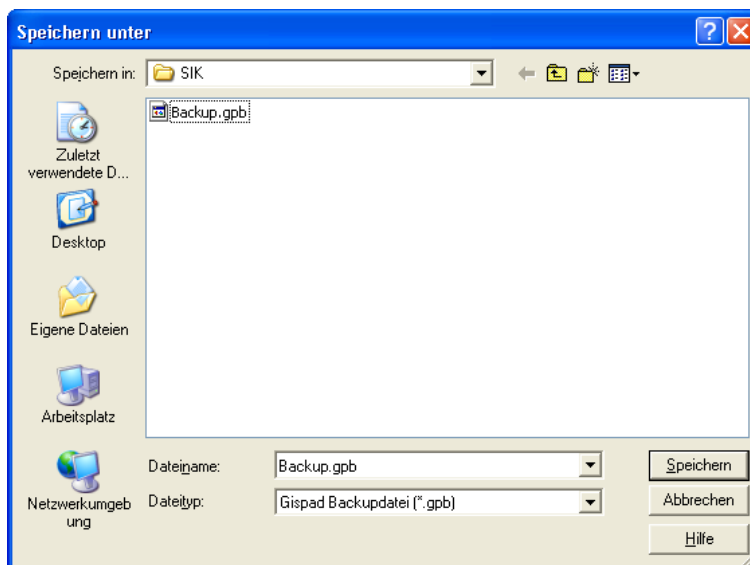 Speichern unter
Speichern in: SIK
Backup.gpb
Zuletzt
verwendete D...
Desktop
Eigene Dateien
Arbeitsplatz
Netzwerkumgeb
ung
Dateiname: Backup.gpb Speichern
Dateityp: Gispad Backupdatei (*.gpb) Abbrechen
Hilfe